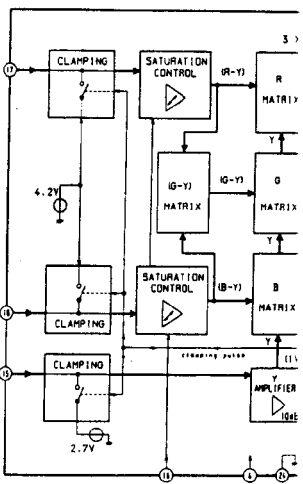 3 ×
CLAMPING
SATURATION
CONTROL
(R-Y)
R
MATRIX
17
Y
(G-Y)
MATRIX
(G-Y)
G
MATRIX
4.2V
Y
SATURATION
CONTROL
(B-Y)
B
MATRIX
CLAMPING
18
clamping pulse
Y
CLAMPING
15
Y
AMPLIFIER
10dB
2.7V
16
6
24